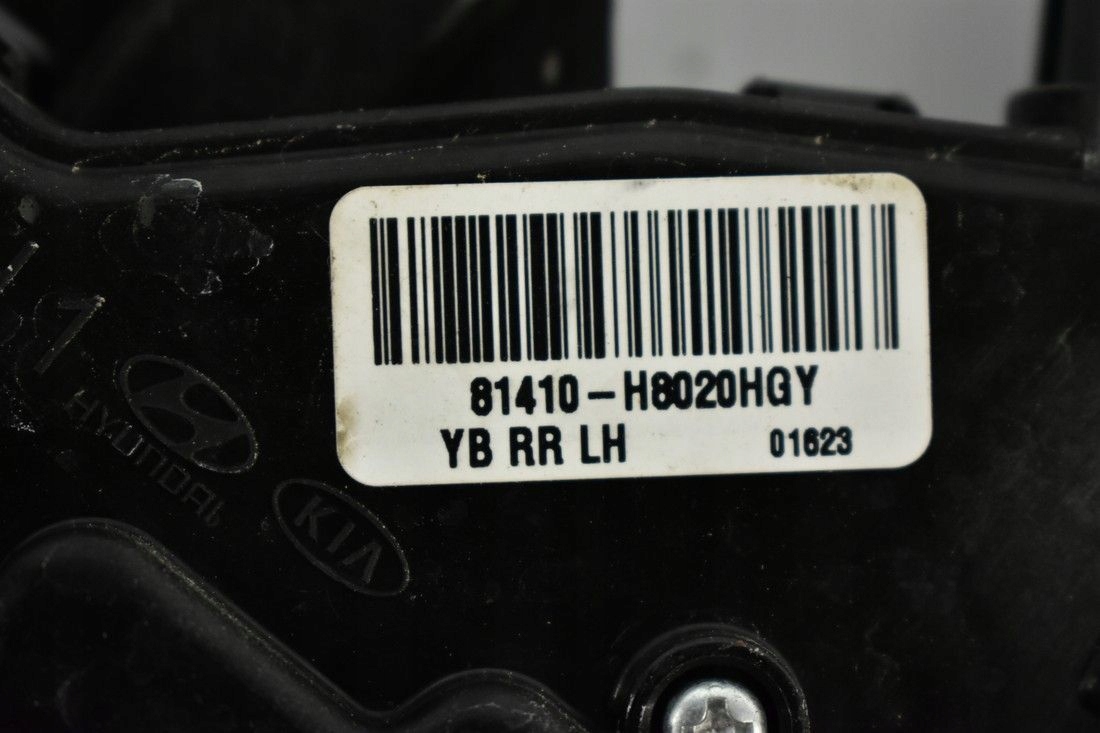 81410-H8020HGY
YB RR LH 01623
HYUNDAI
KIA